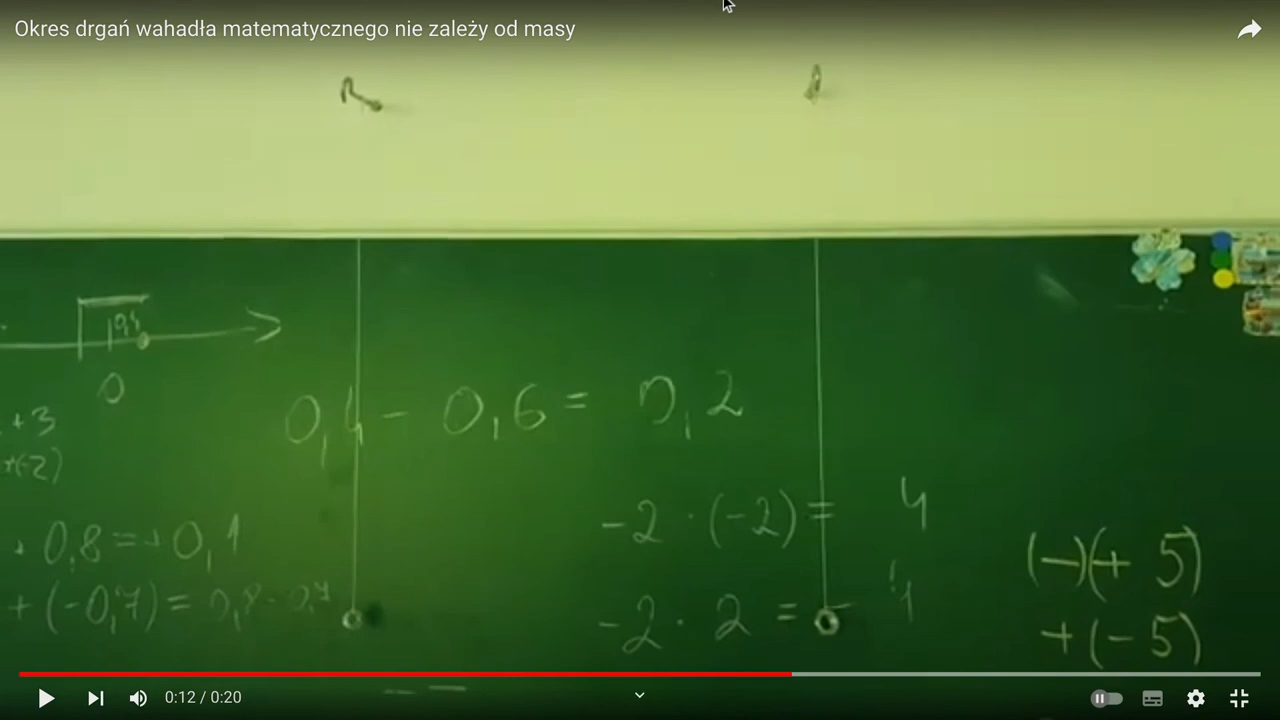 Okres drgań wahadła matematycznego nie zależy od masy
0
+3
+(-2)
0,4 - 0,6 = 0,2
-2 · (-2) = 4
+ 0,8 = +0,1
(-)(+ 5)
+ (-0,7) = 0,8 - 0,7
-2 · 2 =
+ (- 5)
0:12 / 0:20